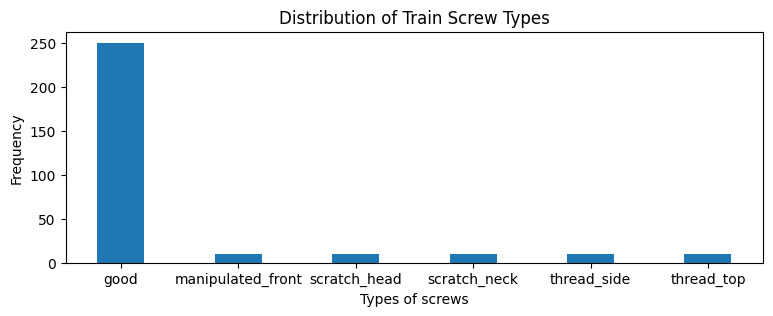 Distribution of Train Screw Types
Frequency
250
200
150
100
50
0
good manipulated_front scratch_head scratch_neck thread_side thread_top
Types of screws